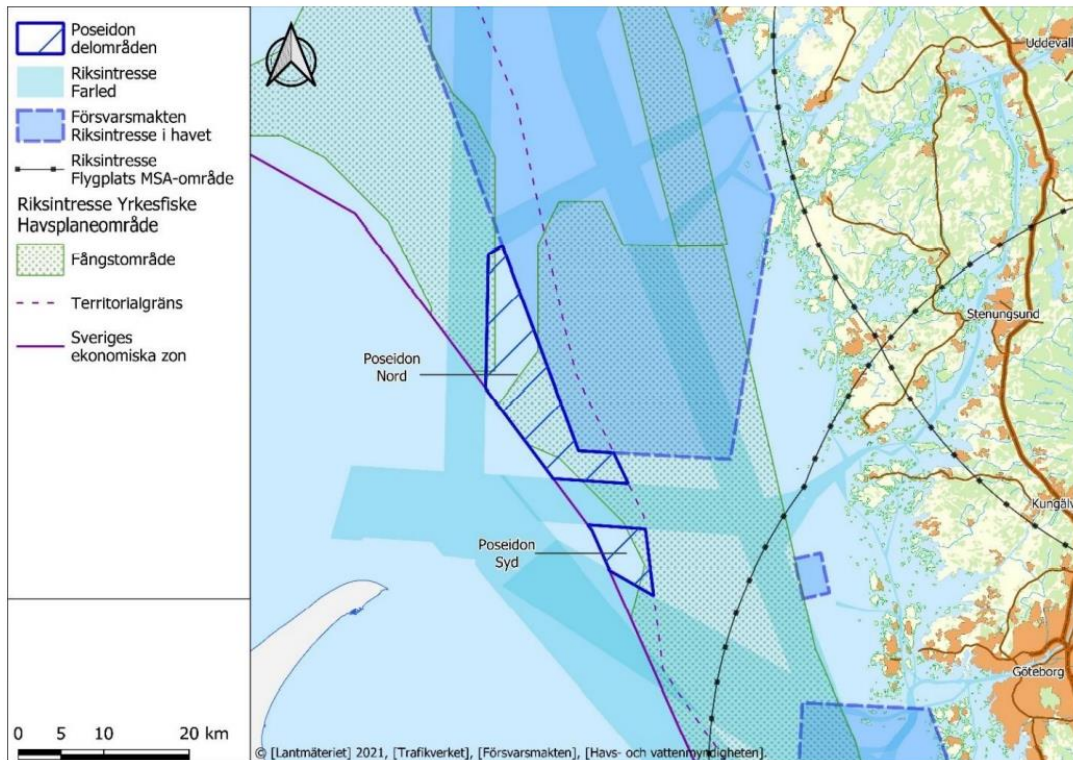 Poseidon
delområden
Riksintresse
Farled
Försvarsmakten
Riksintresse i havet
Riksintresse
Flygplats MSA-område
Riksintresse Yrkesfiske
Havsplaneområde
Fångstområde
Territorialgräns
Sveriges
ekonomiska zon
0 5 10 20 km
Uddevall
Stenungsund
Poseidon
Nord
Kungälv
Poseidon
Syd
Göteborg
© [Lantmäteriet] 2021, [Trafikverket], [Försvarsmakten], [Havs- och vattenmyndigheten].